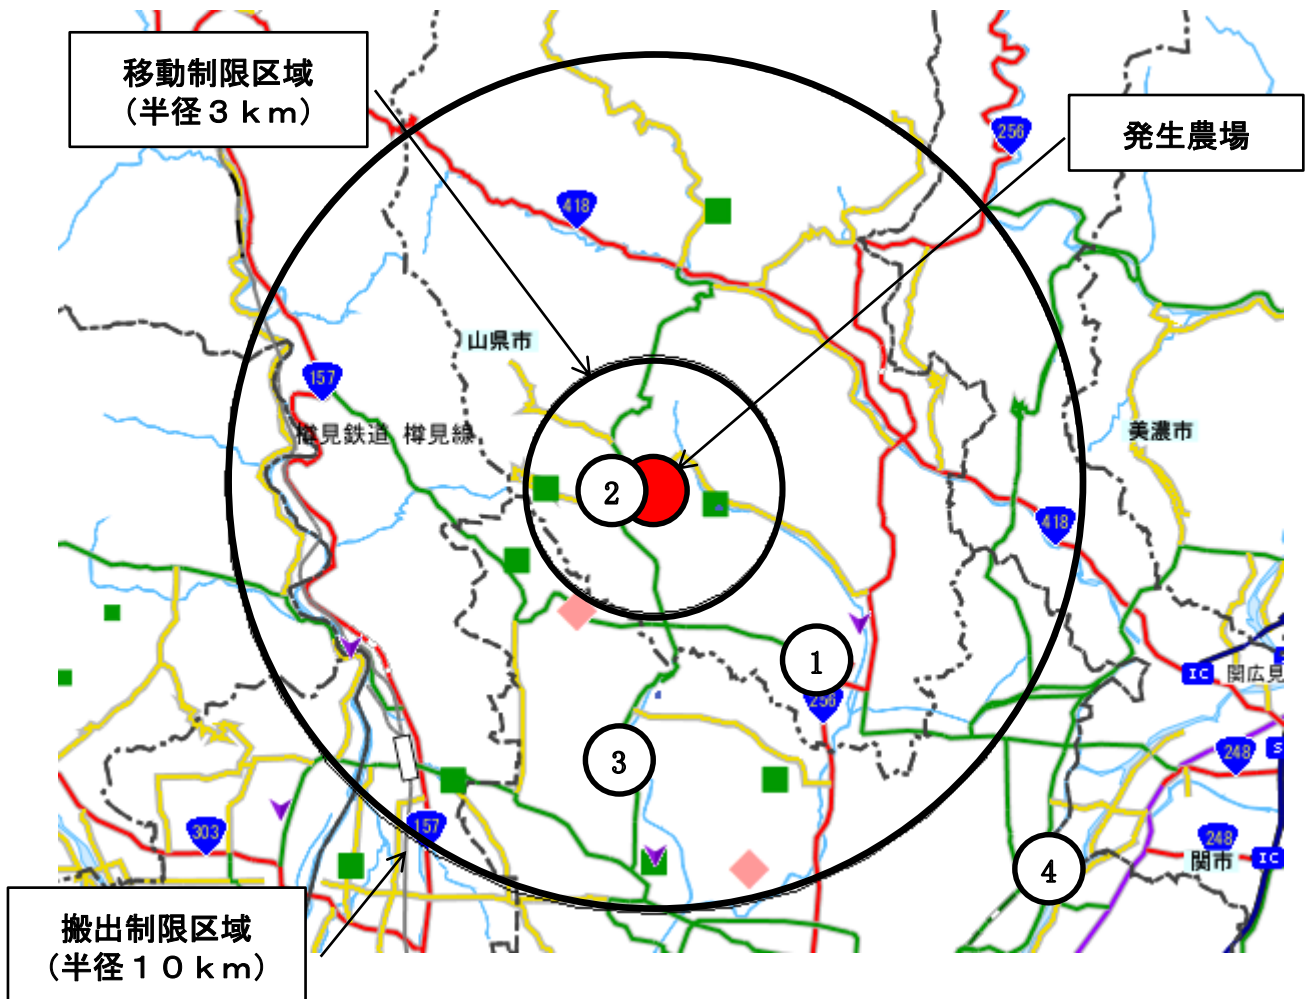 移動制限区域
（半径３ｋｍ）
256
発生農場
418
山県市
157
樽見鉄道 樽見線
美濃市
2
418
1
IC
関広見
256
3
S
248
157
303
248
関市
IC
4
搬出制限区域
（半径１０ｋｍ）